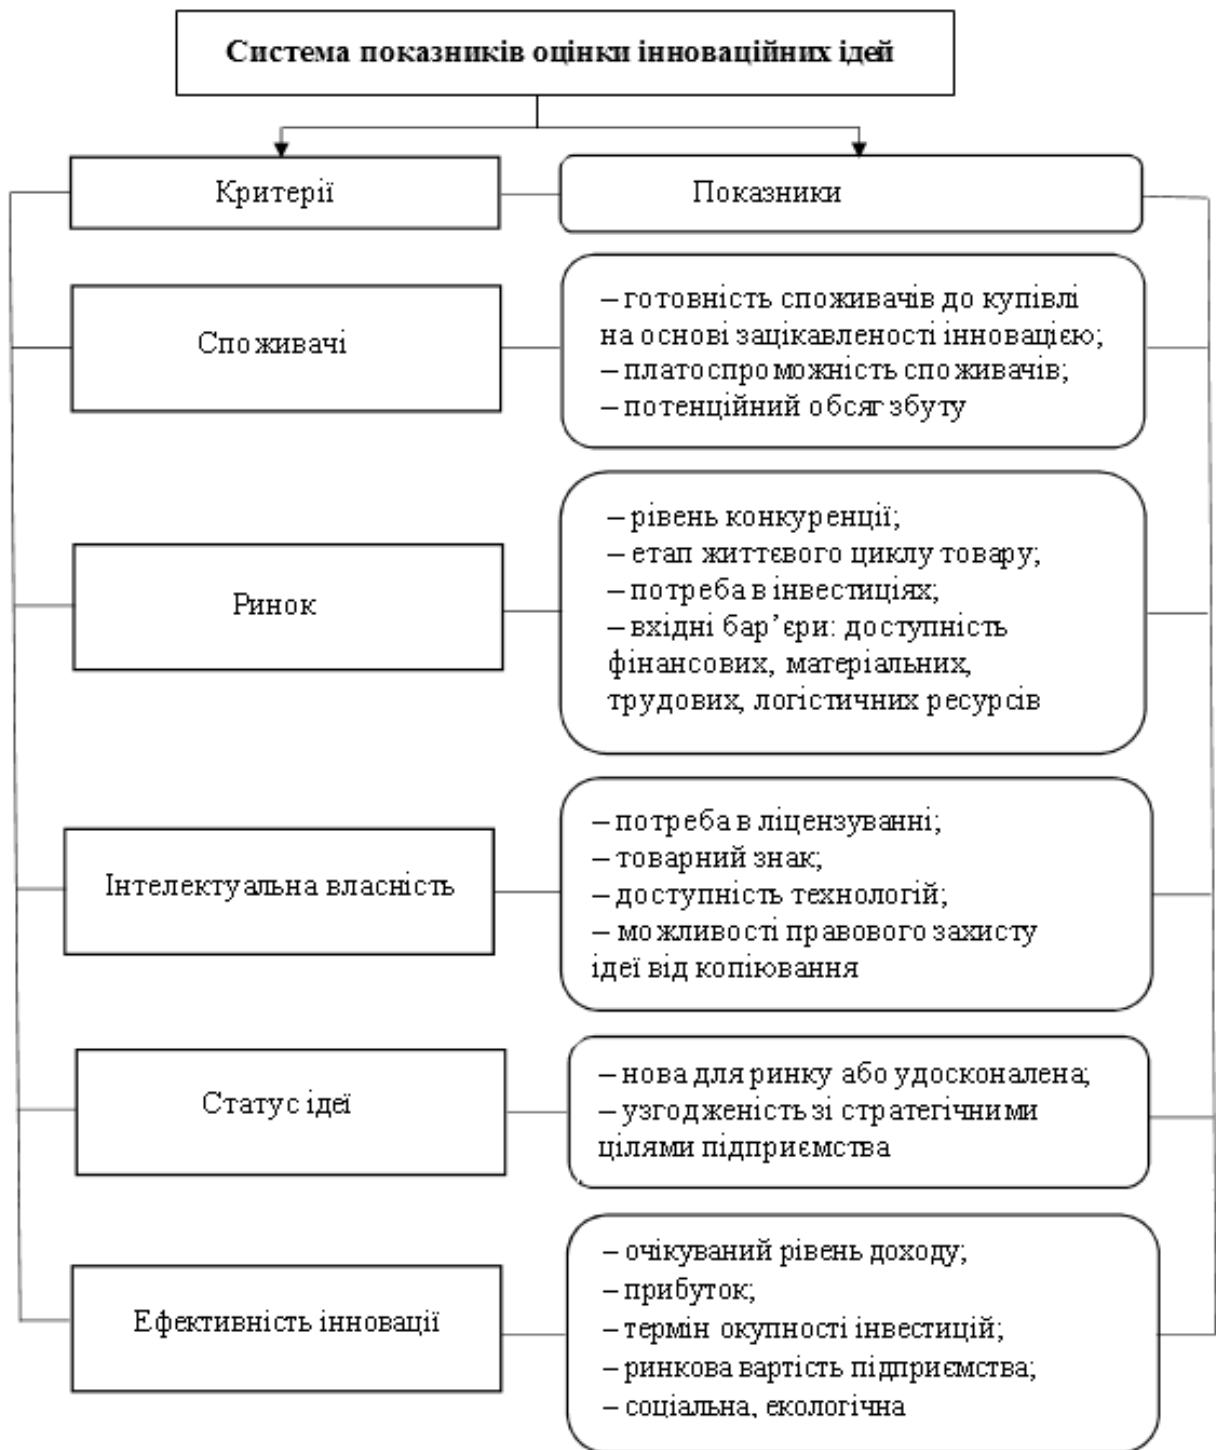 Система показників оцінки інноваційних ідей
Критерії
Показники
Споживачі
– готовність споживачів до купівлі
на основі зацікавленості інновацією;
– платоспроможність споживачів;
– потенційний обсяг збуту
Ринок
– рівень конкуренції;
– етап життєвого циклу товару;
– потреба в інвестиціях;
– вхідні бар’єри: доступність
фінансових, матеріальних,
трудових, логістичних ресурсів
Інтелектуальна власність
– потреба в ліцензуванні;
– товарний знак;
– доступність технологій;
– можливості правового захисту
ідеї від копіювання
Статус ідеї
– нова для ринку або удосконалена;
– узгодженість зі стратегічними
цілями підприємства
Ефективність інновації
– очікуваний рівень доходу;
– прибуток;
– термін окупності інвестицій;
– ринкова вартість підприємства;
– соціальна, екологічна